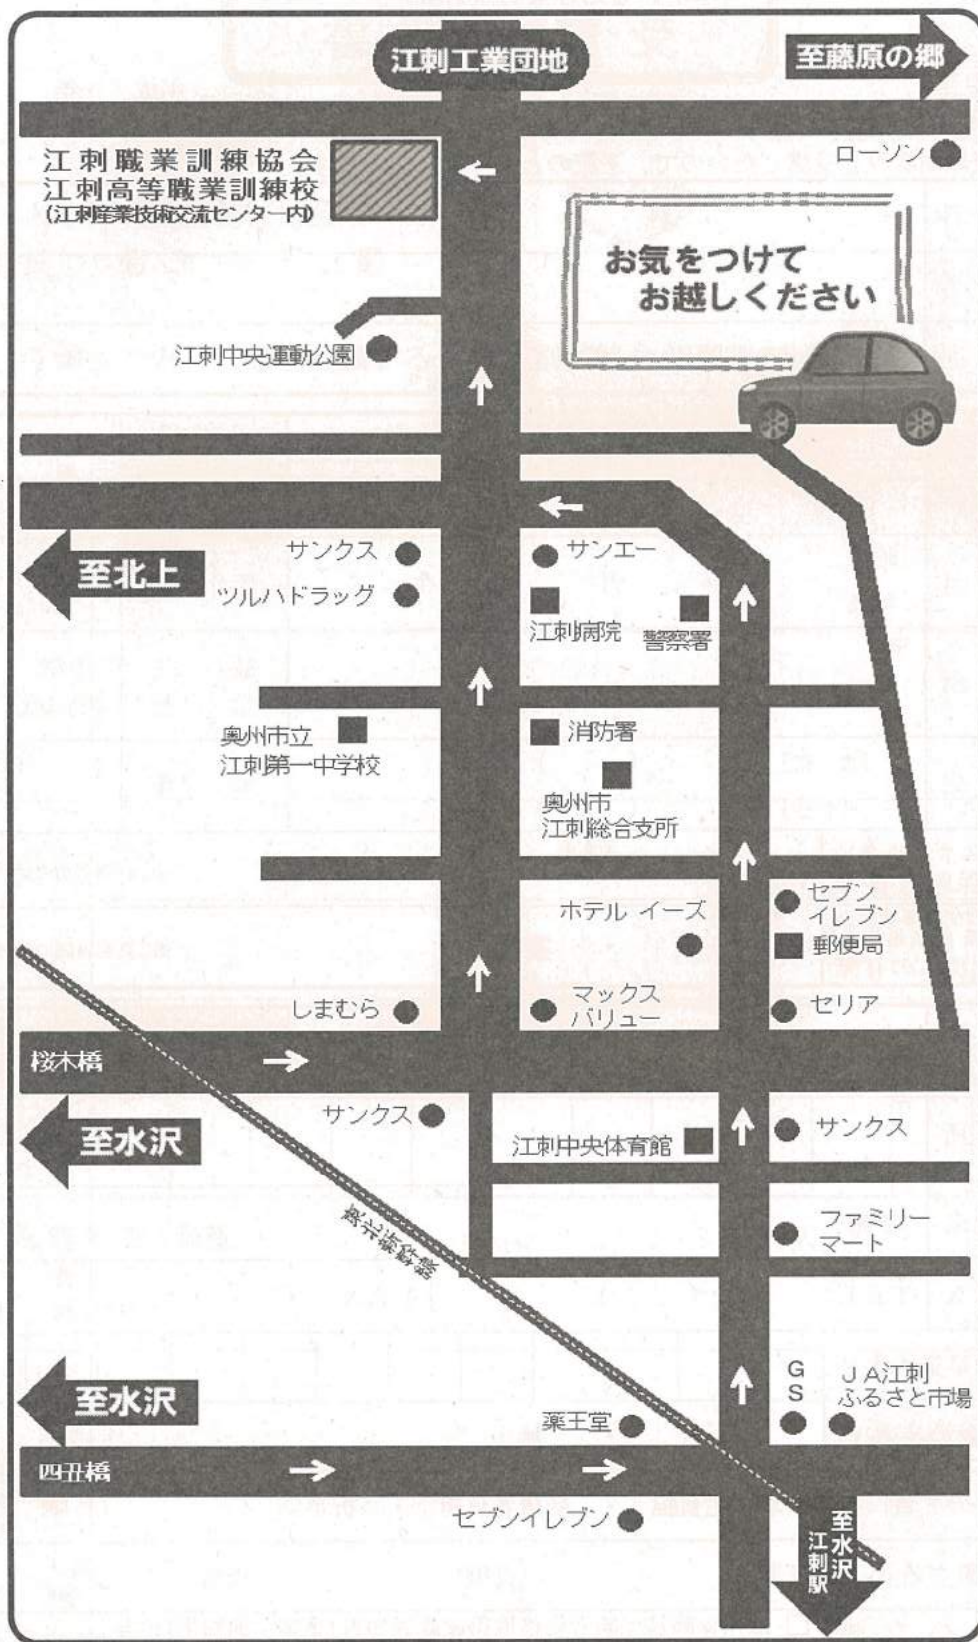 江刺工業団地
至藤原の郷
江刺職業訓練協会
江刺高等職業訓練校
(江刺産業技術交流センター内)
ローソン
お気をつけて
お越しください
江刺中央運動公園
至北上
サンクス
サンエー
ツルハドラッグ
江刺病院
警察署
奥州市立
江刺第一中学校
消防署
奥州市
江刺総合支所
ホテル イーズ
セブン
イレブン
郵便局
しまむら
マックス
バリュー
セリア
桜木橋
至水沢
サンクス
江刺中央体育館
サンクス
東北新幹線
ファミリー
マート
至水沢
GS
JA江刺
ふるさと市場
薬王堂
四丑橋
セブンイレブン
至水沢
江刺駅